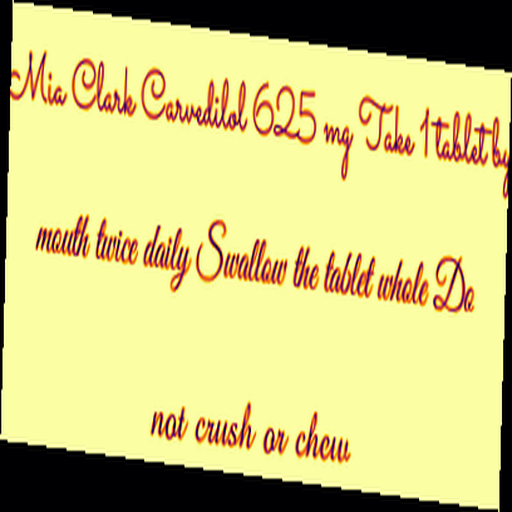 Mia Clark Carvedilol 625 mg Take 1 tablet by
mouth twice daily Swallow the tablet whole Do
not crush or chew